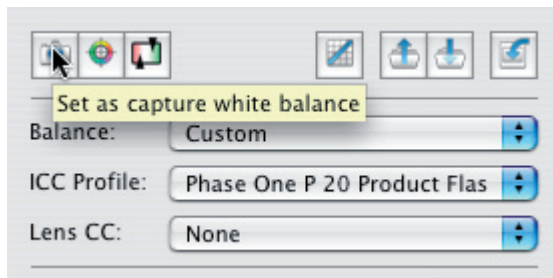 Set as capture white balance
Balance: Custom
ICC Profile: Phase One P 20 Product Flas
Lens CC: None